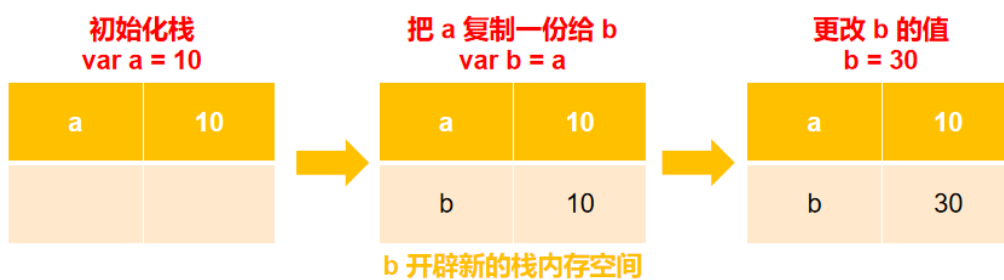 初始化栈
var a = 10
a 10
把 a 复制一份给 b
var b = a
a 10
b 10
b 开辟新的栈内存空间
更改 b 的值
b = 30
a 10
b 30